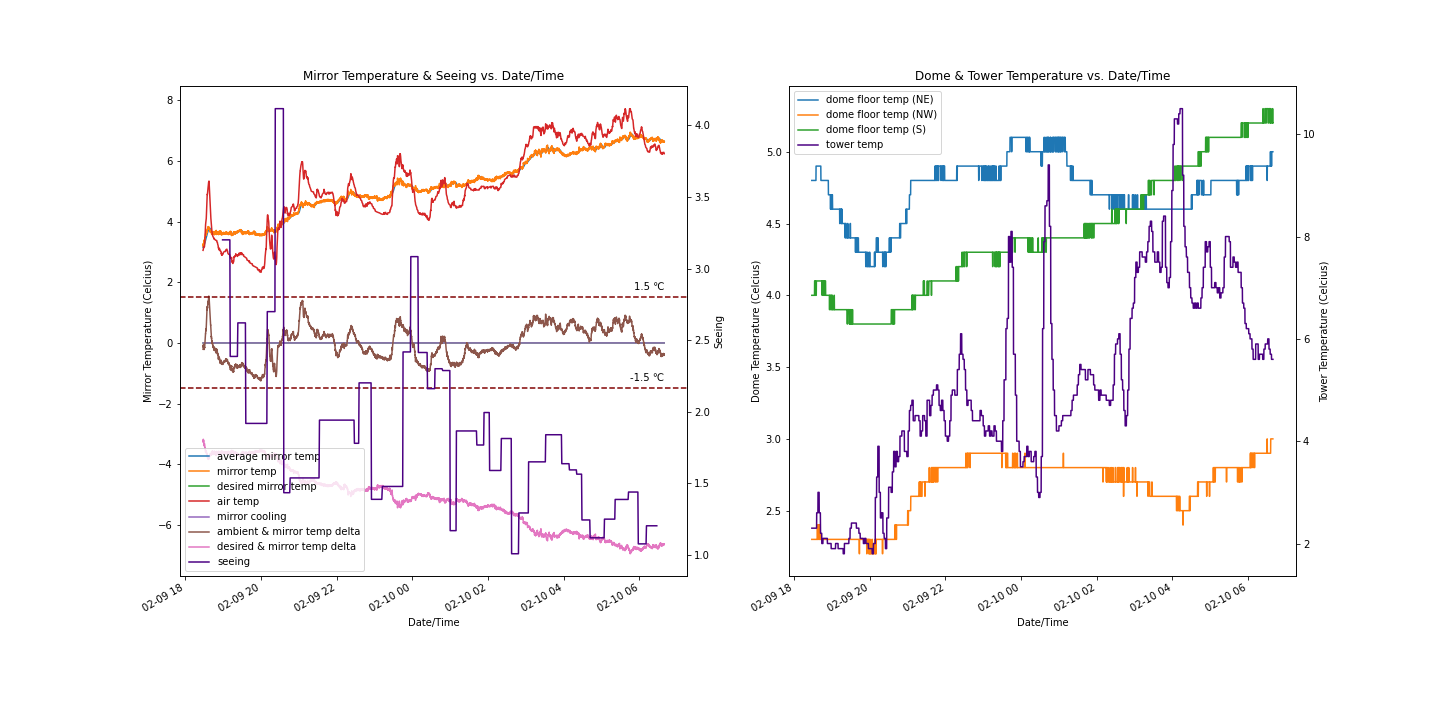 Mirror Temperature & Seeing vs. Date/Time
8
6
4
2
0
−2
−4
−6
Mirror Temperature (Celcius)
4.0
3.5
3.0
2.5
2.0
1.5
1.0
Seeing
1.5 ℃
-1.5 ℃
average mirror temp
mirror temp
desired mirror temp
air temp
mirror cooling
ambient & mirror temp delta
desired & mirror temp delta
seeing
02-09 18
02-09 20
02-09 22
02-10 00
02-10 02
02-10 04
02-10 06
Date/Time
Dome & Tower Temperature vs. Date/Time
dome floor temp (NE)
dome floor temp (NW)
dome floor temp (S)
tower temp
5.0
4.5
4.0
3.5
3.0
2.5
Dome Temperature (Celcius)
10
8
6
4
2
Tower Temperature (Celcius)
02-09 18
02-09 20
02-09 22
02-10 00
02-10 02
02-10 04
02-10 06
Date/Time